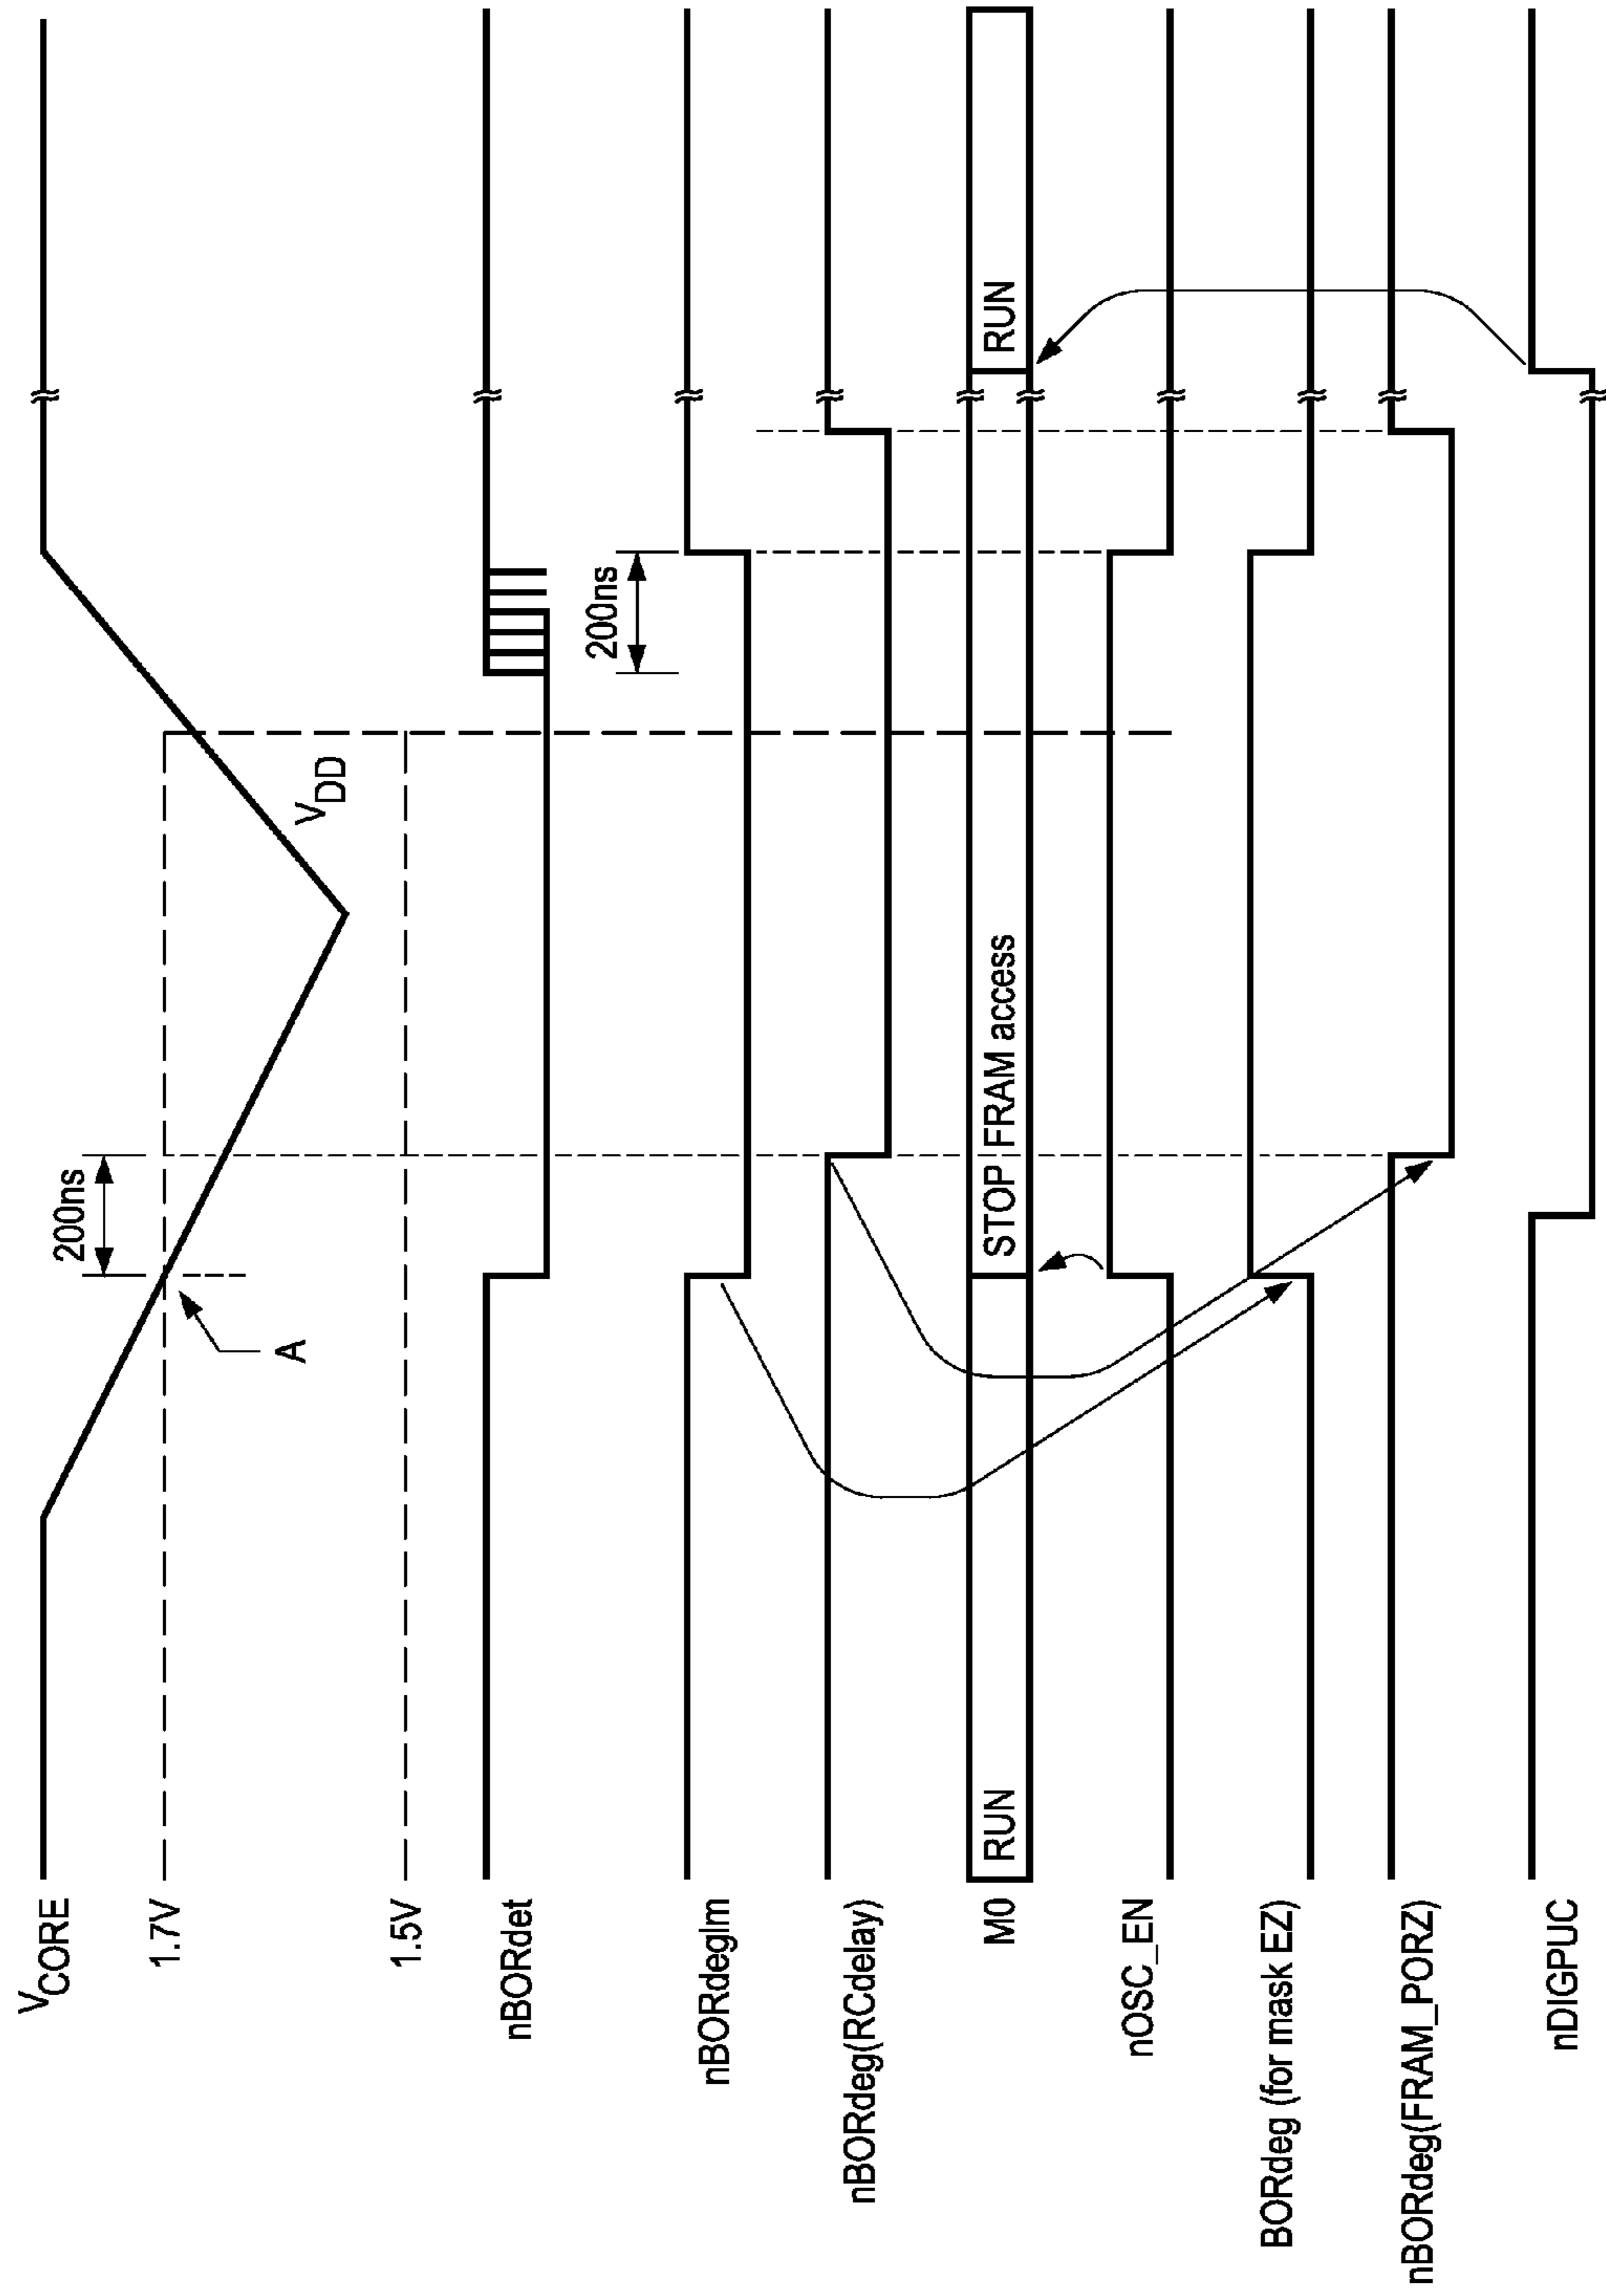 VCORE
200ns
1.7V
A
VDD
1.5V
nBORdet
200ns
nBORdeglm
nBORdeg(RCdelay)
M0
RUN
STOP FRAM access
RUN
nOSC_EN
BORdeg (for mask EZ)
nBORdeg(FRAM_PORZ)
nDIGPUC